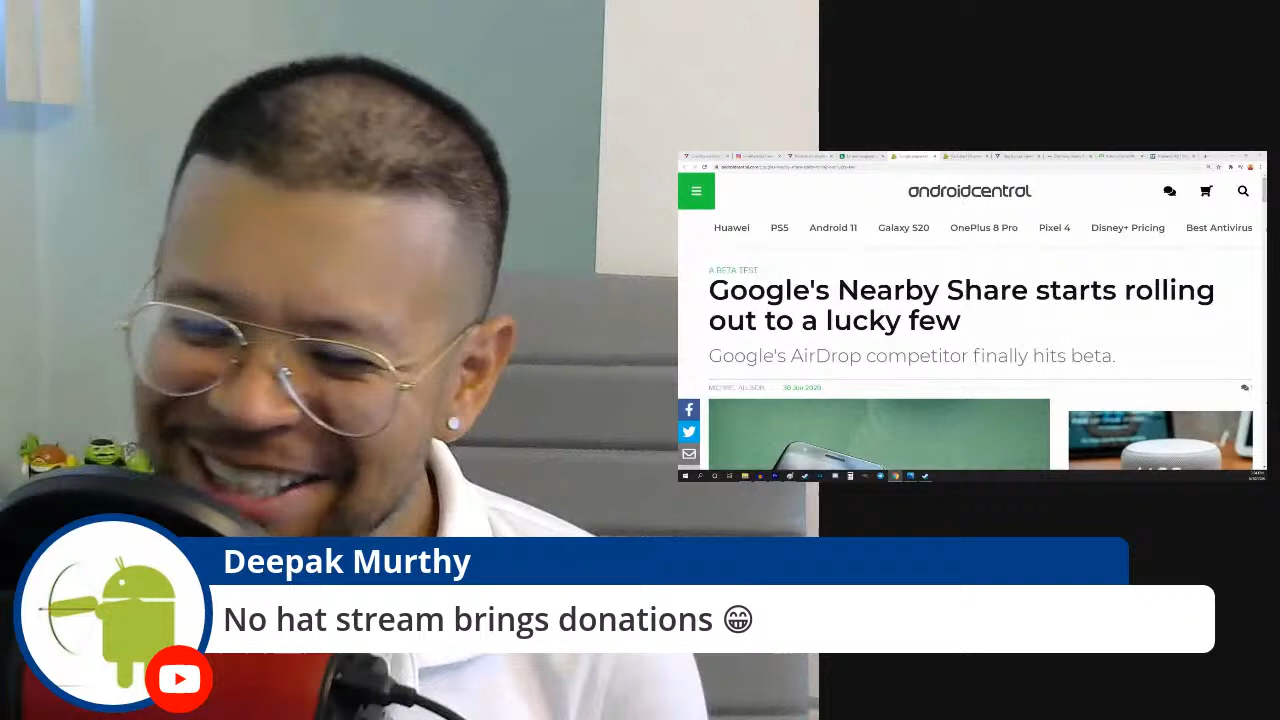 androidcentral
Huawei PS5 Android 11 Galaxy S20 OnePlus 8 Pro Pixel 4 Disney+ Pricing Best Antivirus
A BETA TEST
Google's Nearby Share starts rolling
out to a lucky few
Google's AirDrop competitor finally hits beta.
MICHAEL ALLISON 30 Jun 2020
Deepak Murthy
No hat stream brings donations 😁